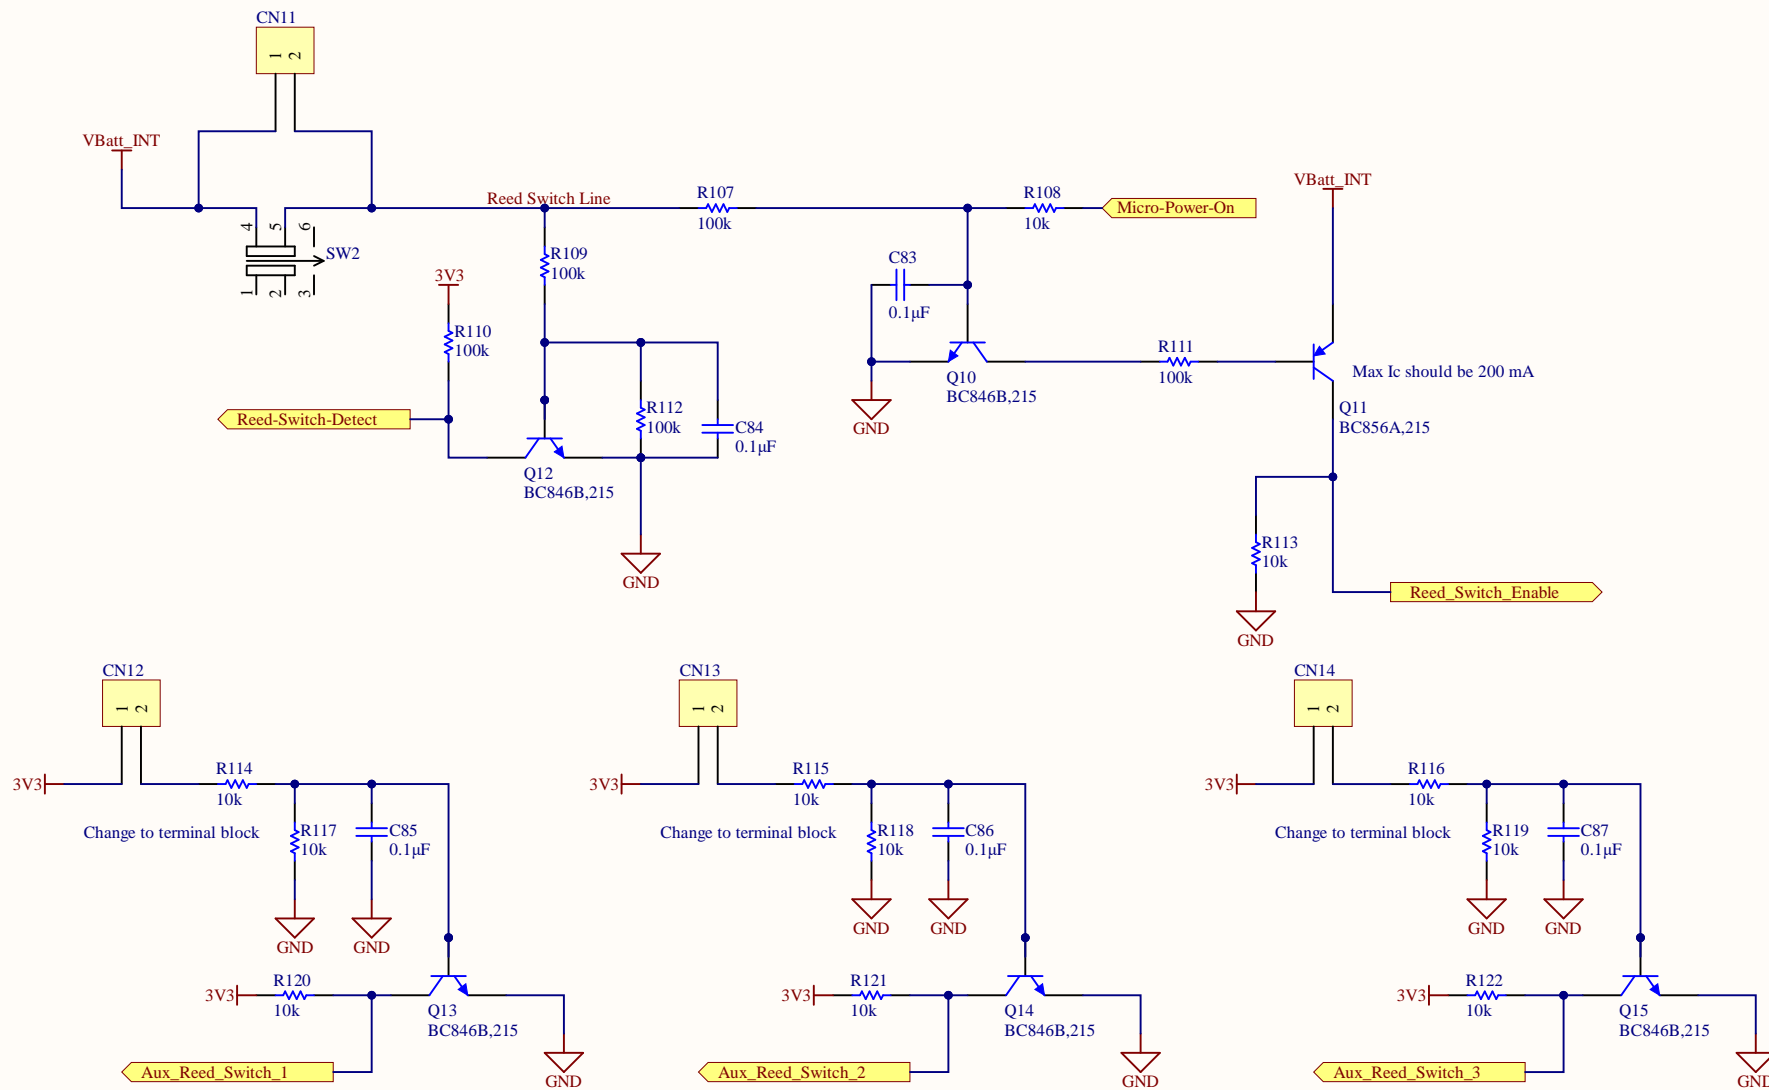 CN11
1
2
VBatt_INT
4
5
6
SW2
1
2
3
Reed Switch Line
R107
100k
R108
10k
Micro-Power-On
VBatt_INT
R109
100k
3V3
R110
100k
C83
0.1µF
R111
100k
Q10
BC846B,215
GND
Max Ic should be 200 mA
Q11
BC856A,215
Reed-Switch-Detect
R112
100k
C84
0.1µF
Q12
BC846B,215
GND
R113
10k
GND
Reed_Switch_Enable
CN12
1
2
3V3
R114
10k
Change to terminal block
R117
10k
C85
0.1µF
GND
GND
3V3
R120
10k
Q13
BC846B,215
Aux_Reed_Switch_1
GND
CN13
1
2
3V3
R115
10k
Change to terminal block
R118
10k
C86
0.1µF
GND
GND
3V3
R121
10k
Q14
BC846B,215
Aux_Reed_Switch_2
GND
CN14
1
2
3V3
R116
10k
Change to terminal block
R119
10k
C87
0.1µF
GND
GND
3V3
R122
10k
Q15
BC846B,215
Aux_Reed_Switch_3
GND